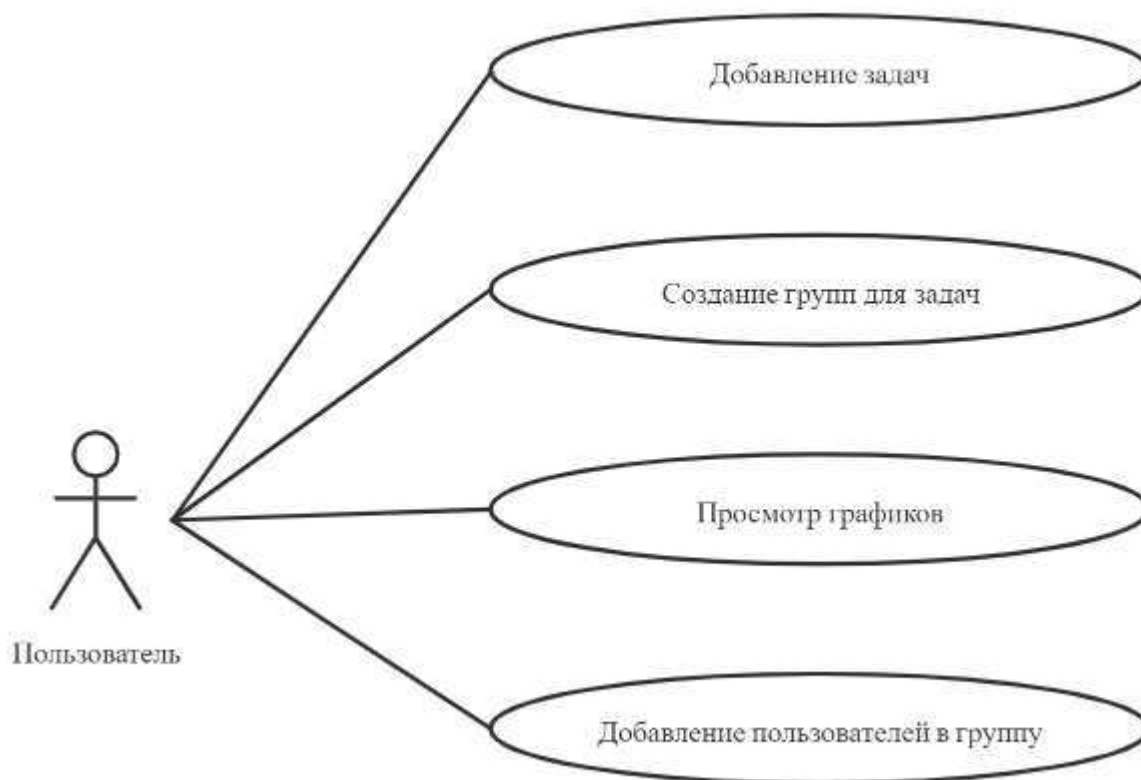 Добавление задач
Создание групп для задач
Просмотр графиков
Пользователь
Добавление пользователей в группу